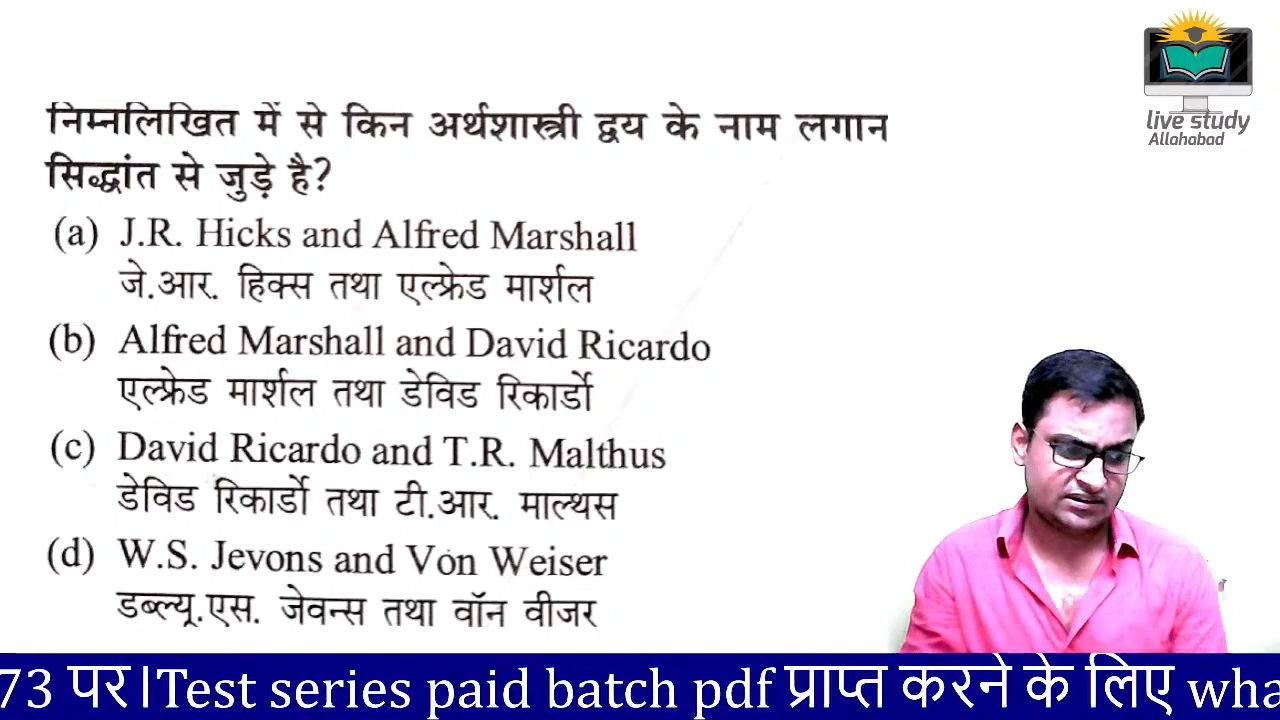 live study
Allahabad
निम्नलिखित में से किन अर्थशास्त्री द्वय के नाम लगान
सिद्धांत से जुड़े है?
(a) J.R. Hicks and Alfred Marshall
जे.आर. हिक्स तथा एल्फ्रेड मार्शल
(b) Alfred Marshall and David Ricardo
एल्फ्रेड मार्शल तथा डेविड रिकार्डो
(c) David Ricardo and T.R. Malthus
डेविड रिकार्डो तथा टी.आर. माल्थस
(d) W.S. Jevons and Von Weiser
डब्ल्यू.एस. जेवन्स तथा वॉन वीजर
73 पर।Test series paid batch pdf प्राप्त करने के लिए wha